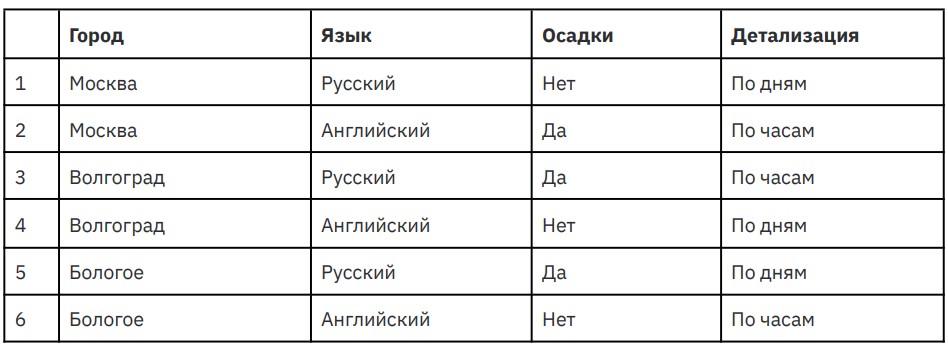 Город Язык Осадки Детализация
1 Москва Русский Нет По дням
2 Москва Английский Да По часам
3 Волгоград Русский Да По часам
4 Волгоград Английский Нет По дням
5 Бологое Русский Да По дням
6 Бологое Английский Нет По часам